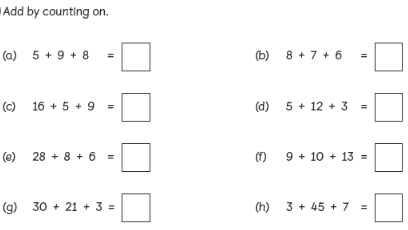 Add by counting on.
(a) 5 + 9 + 8 =
(b) 8 + 7 + 6 =
(c) 16 + 5 + 9 =
(d) 5 + 12 + 3 =
(e) 28 + 8 + 6 =
(f) 9 + 10 + 13 =
(g) 30 + 21 + 3 =
(h) 3 + 45 + 7 =